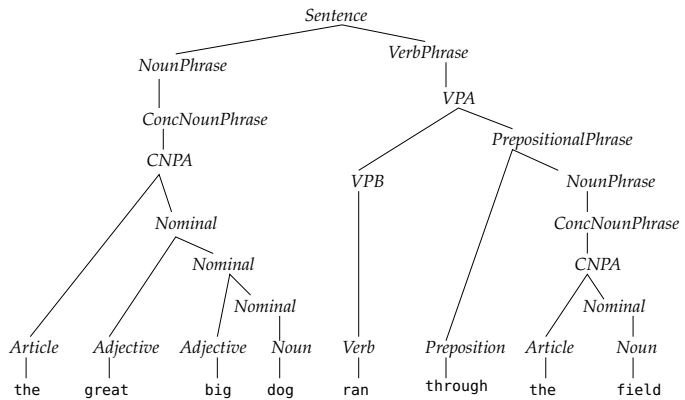 Sentence
NounPhrase VerbPhrase
VPA
ConcNounPhrase
PrepositionalPhrase
CNPA
VPB NounPhrase
Nominal ConcNounPhrase
Nominal CNPA
Nominal Nominal
Article Adjective Adjective Noun Verb Preposition Article Noun
the great big dog ran through the field